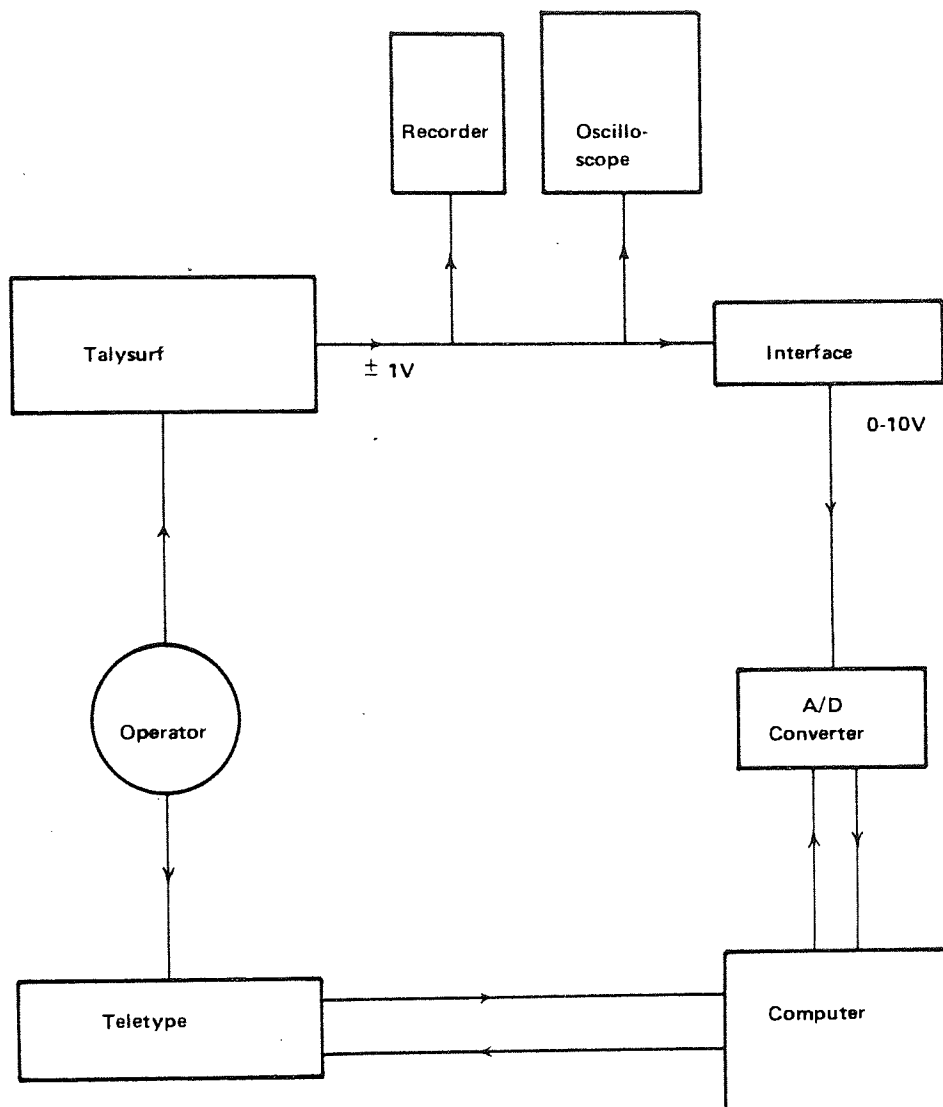 Recorder
Oscillo-
scope
Talysurf
± 1V
Interface
0-10V
A/D
Converter
Operator
Teletype
Computer